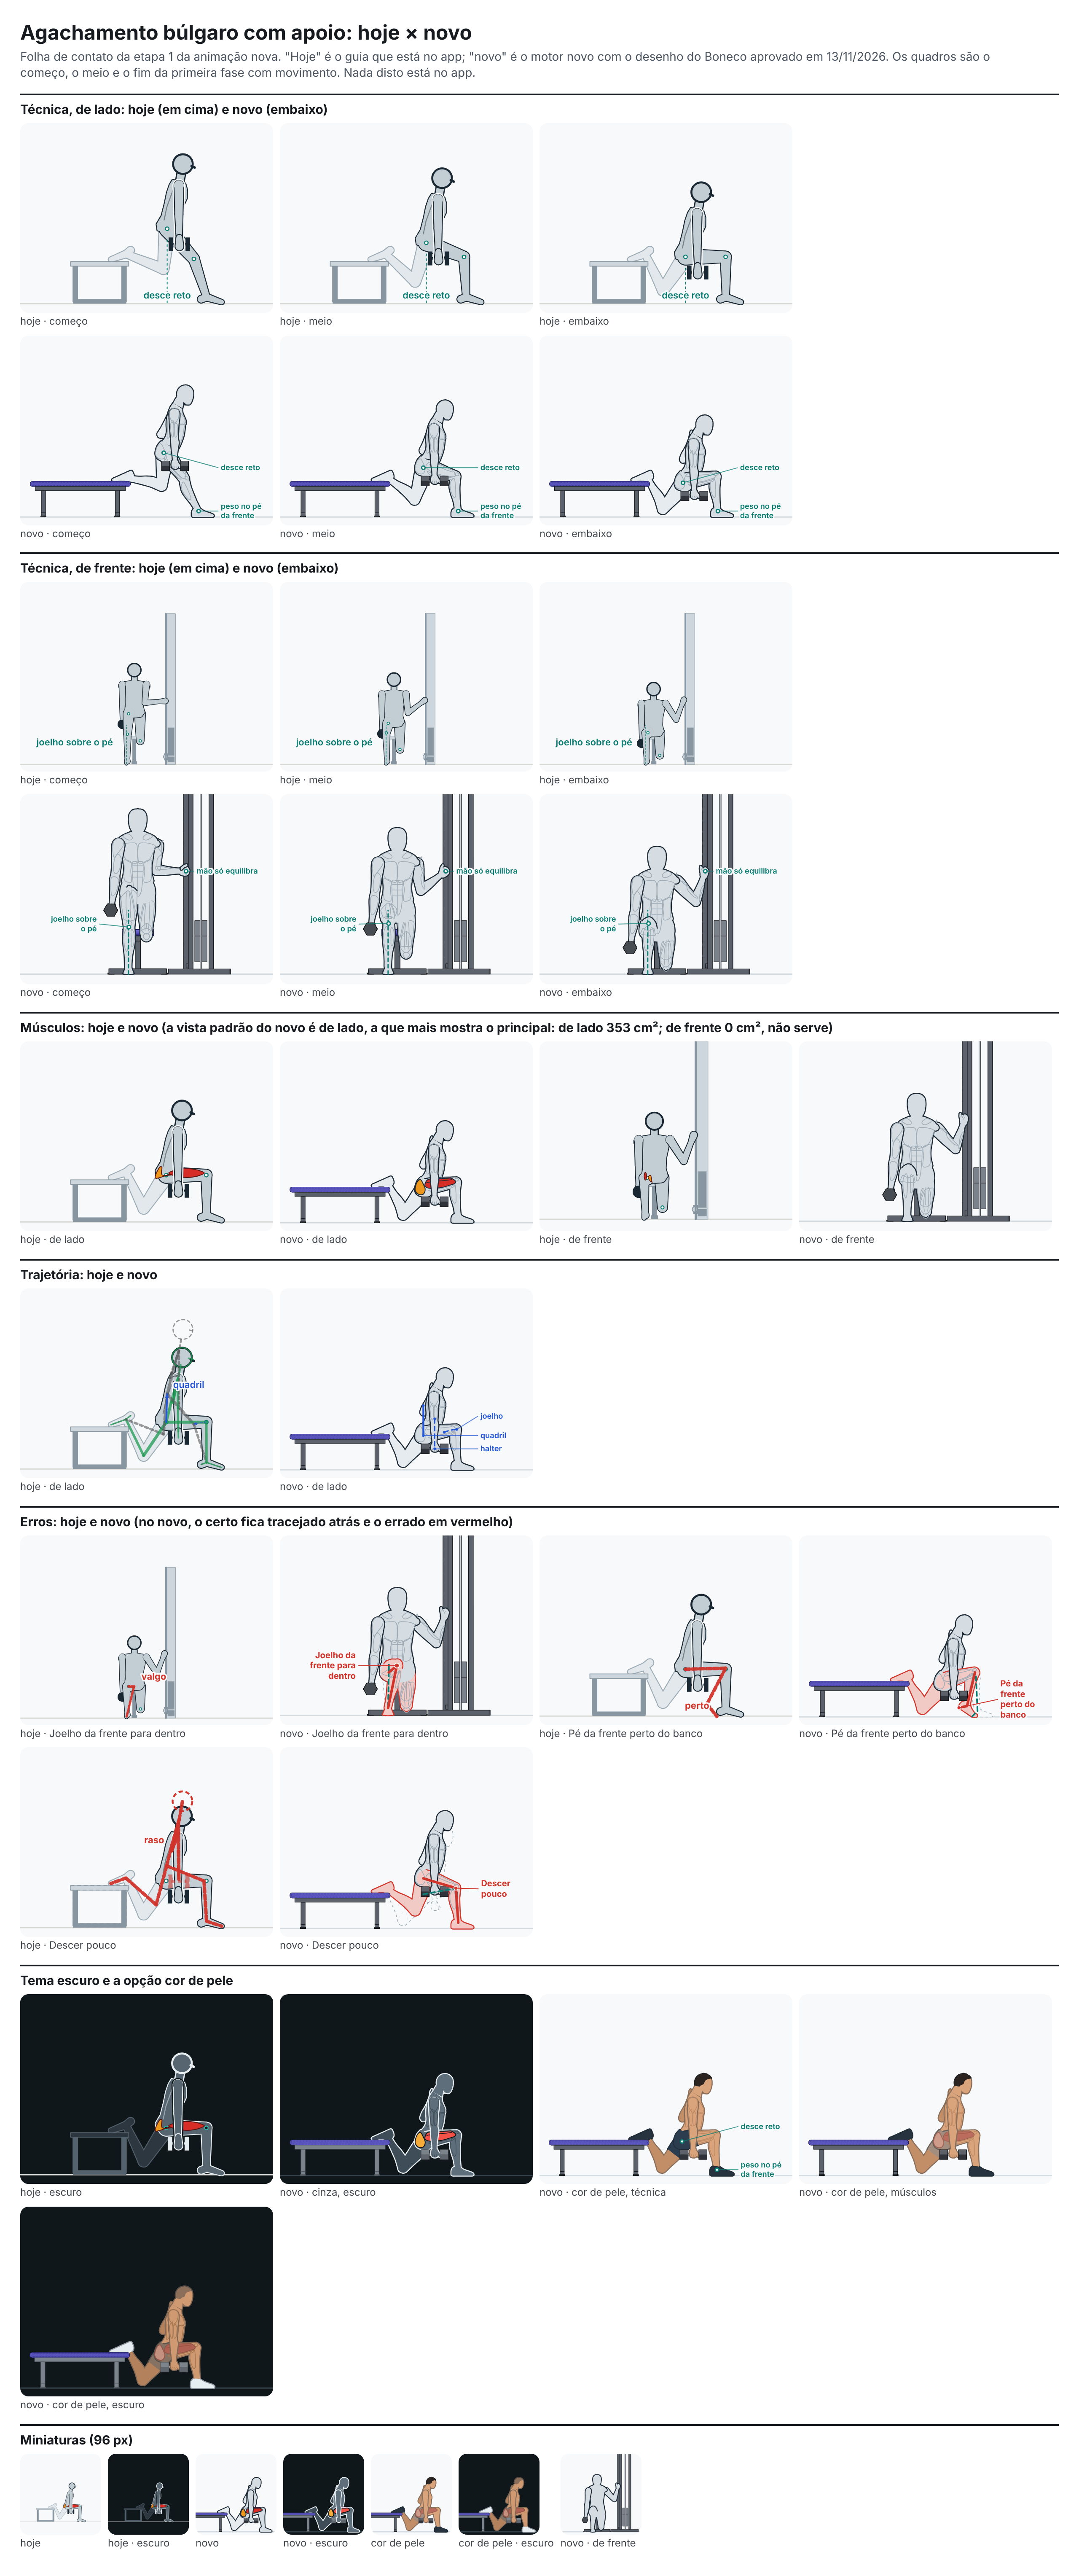 Agachamento búlgaro com apoio: hoje × novo
Folha de contato da etapa 1 da animação nova. "Hoje" é o guia que está no app; "novo" é o motor novo com o desenho do Boneco aprovado em 13/11/2026. Os quadros são o
começo, o meio e o fim da primeira fase com movimento. Nada disto está no app.
Técnica, de lado: hoje (em cima) e novo (embaixo)
desce reto
desce reto
desce reto
hoje · começo
hoje · meio
hoje · embaixo
desce reto
peso no pé
da frente
desce reto
peso no pé
da frente
desce reto
peso no pé
da frente
novo · começo
novo · meio
novo · embaixo
Técnica, de frente: hoje (em cima) e novo (embaixo)
joelho sobre o pé
joelho sobre o pé
joelho sobre o pé
hoje · começo
hoje · meio
hoje · embaixo
mão só equilibra
joelho sobre
o pé
mão só equilibra
joelho sobre
o pé
mão só equilibra
joelho sobre
o pé
novo · começo
novo · meio
novo · embaixo
Músculos: hoje e novo (a vista padrão do novo é de lado, a que mais mostra o principal: de lado 353 cm²; de frente 0 cm², não serve)
hoje · de lado
novo · de lado
hoje · de frente
novo · de frente
Trajetória: hoje e novo
quadril
joelho
quadril
halter
hoje · de lado
novo · de lado
Erros: hoje e novo (no novo, o certo fica tracejado atrás e o errado em vermelho)
valgo
Joelho da
frente para
dentro
perto
Pé da
frente
perto do
banco
hoje · Joelho da frente para dentro
novo · Joelho da frente para dentro
hoje · Pé da frente perto do banco
novo · Pé da frente perto do banco
raso
Descer
pouco
hoje · Descer pouco
novo · Descer pouco
Tema escuro e a opção cor de pele
desce reto
peso no pé
da frente
hoje · escuro
novo · cinza, escuro
novo · cor de pele, técnica
novo · cor de pele, músculos
novo · cor de pele, escuro
Miniaturas (96 px)
hoje
hoje · escuro
novo
novo · escuro
cor de pele
cor de pele · escuro
novo · de frente